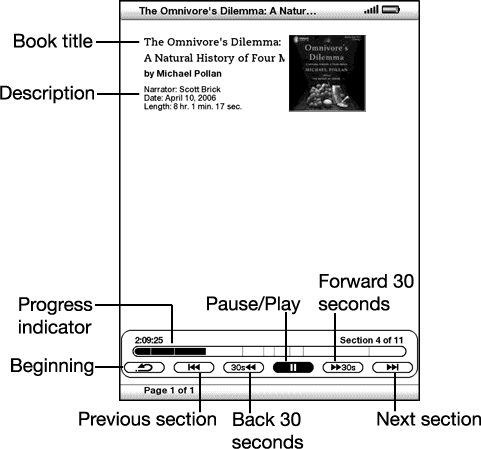 The Omnivore's Dilemma: A Natur...
Book title
The Omnivore's Dilemma:
A Natural History of Four M
by Michael Pollan
Omnivore's
Dilemma
MICHAEL POLLAN
Description
Narrator: Scott Brick
Date: April 10, 2006
Length: 8 hr. 1 min. 17 sec.
Forward 30
seconds
Pause/Play
Progress
indicator
2:09:25
Section 4 of 11
Beginning
30s
30s
Page 1 of 1
Previous section
Back 30
seconds
Next section